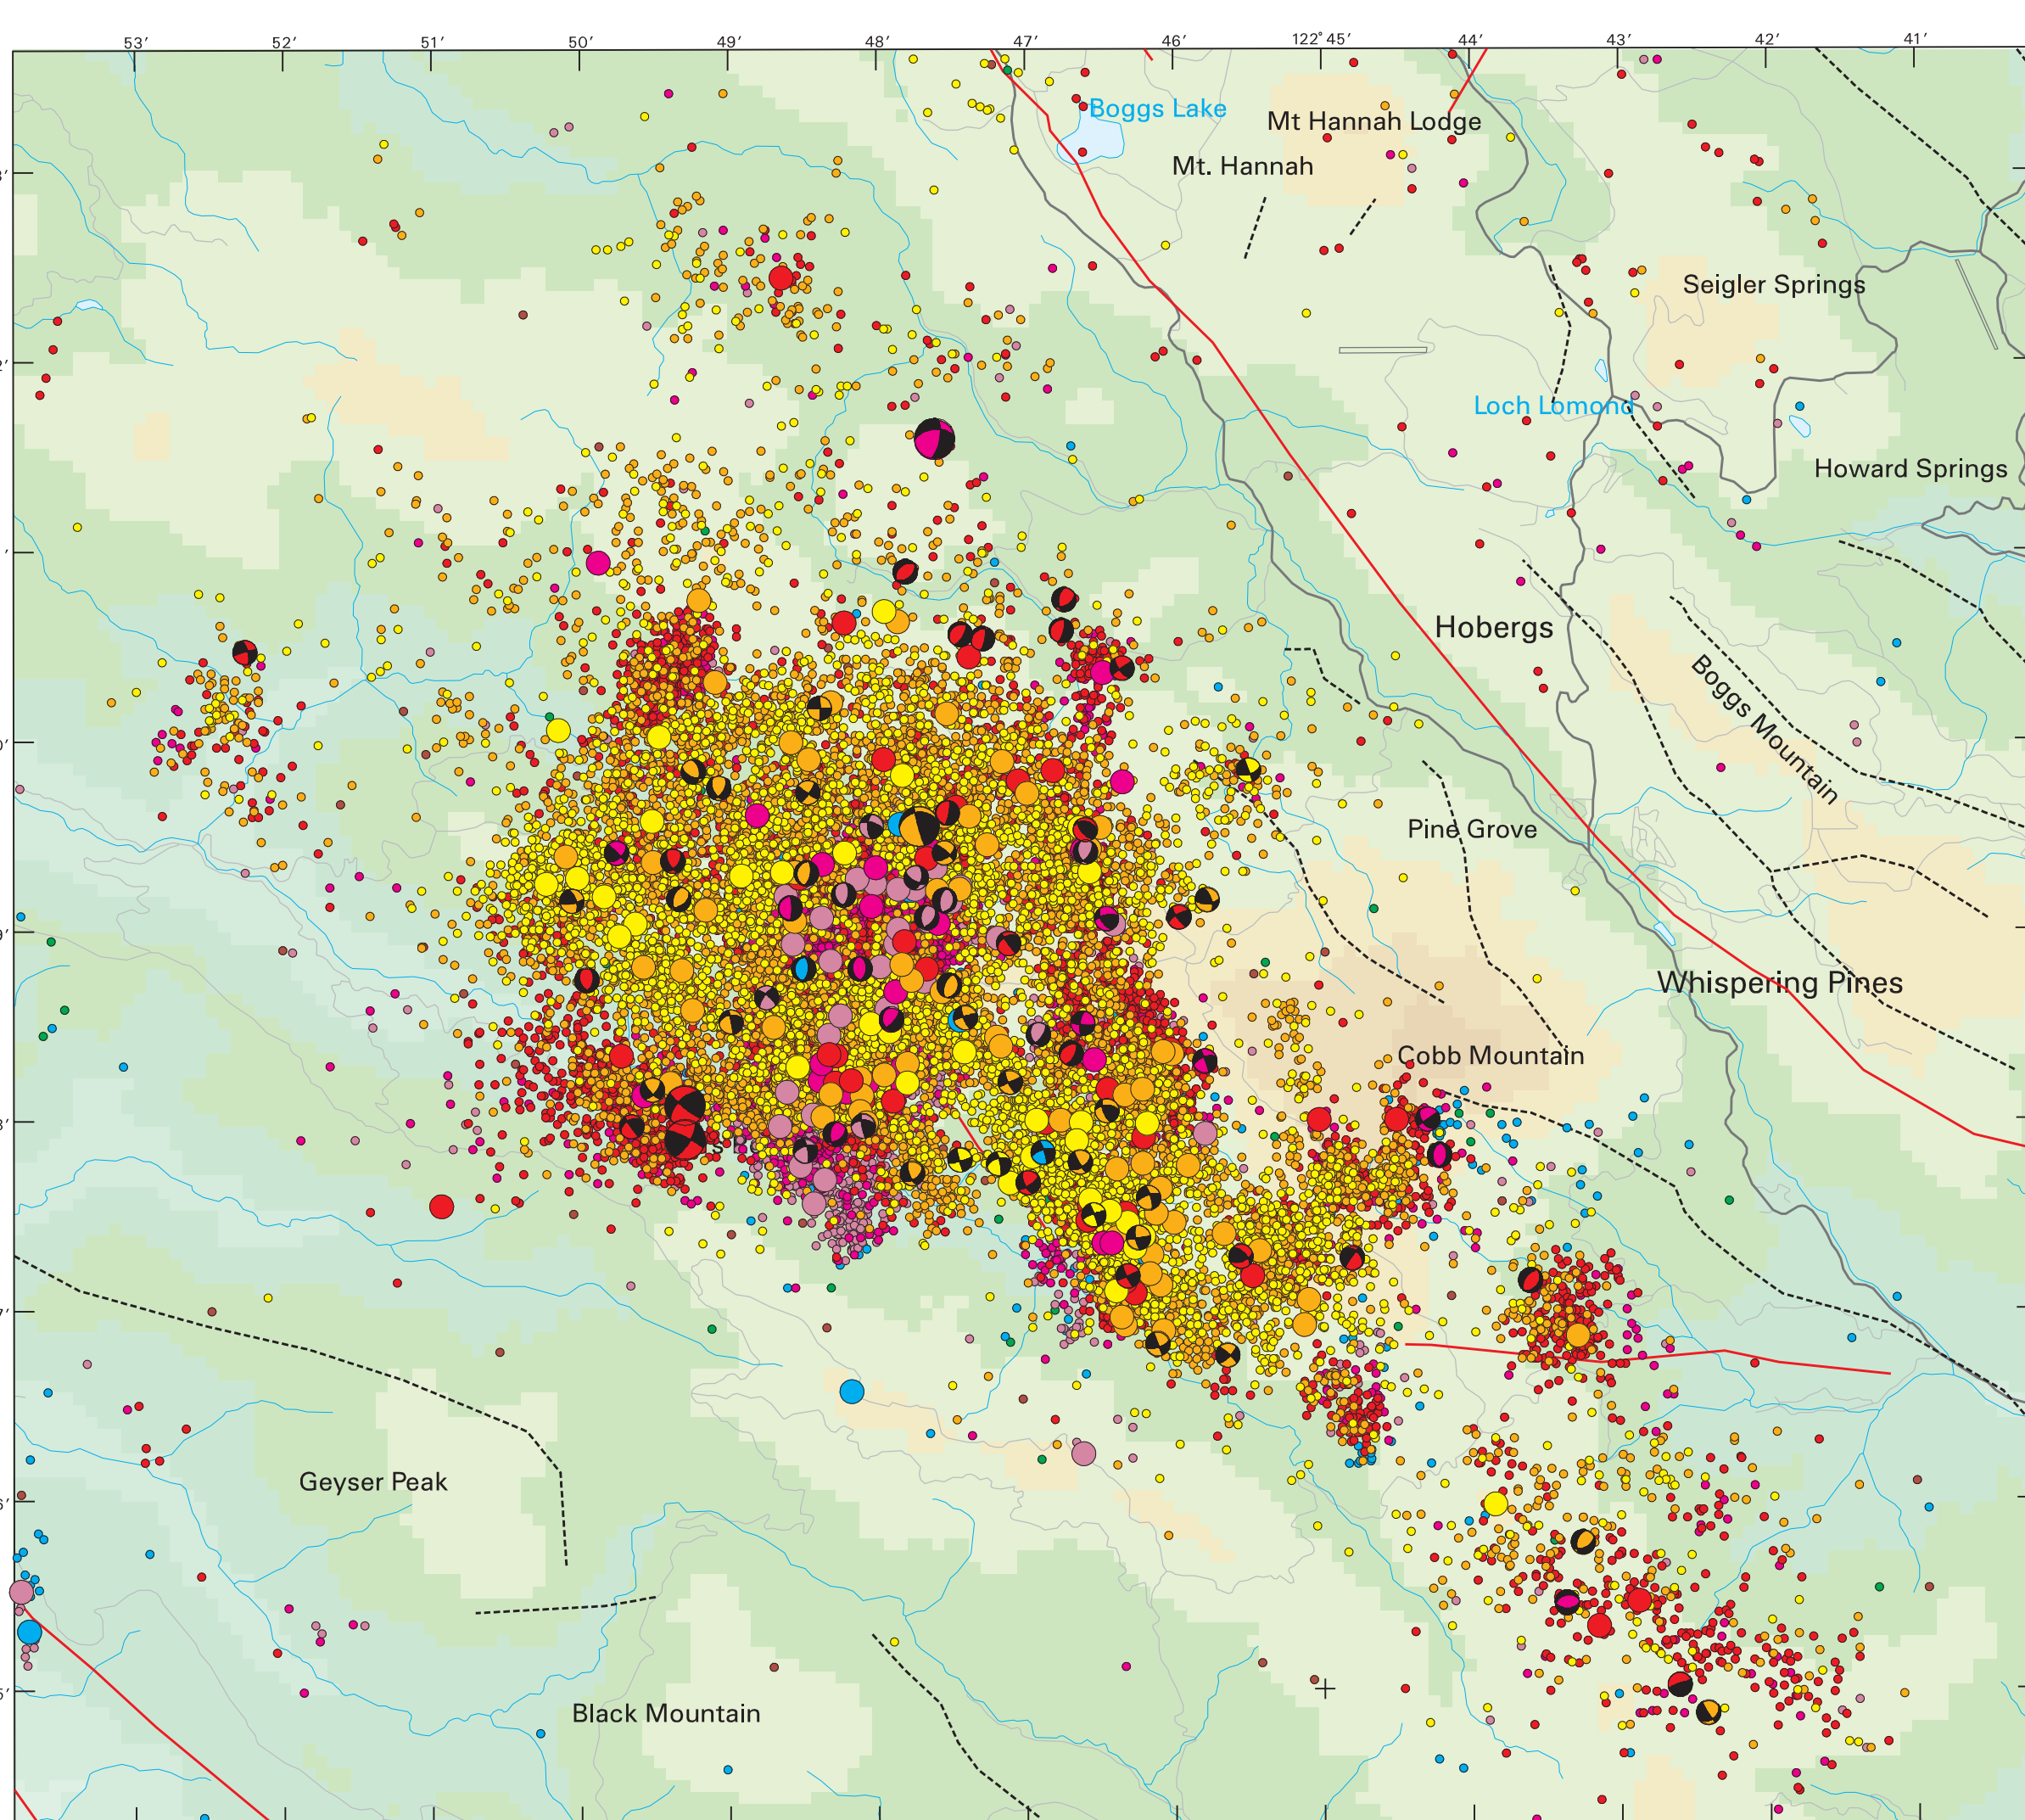 53′ 52′ 51′ 50′ 49′ 48′ 47′ 46′ 122° 45′ 44′ 43′ 42′ 41′
Boggs Lake
Mt Hannah Lodge
Mt. Hannah
Seigler Springs
Loch Lomond
Howard Springs
Hobergs
Boggs Mountain
Pine Grove
Whispering Pines
Cobb Mountain
Geyser Peak
Black Mountain